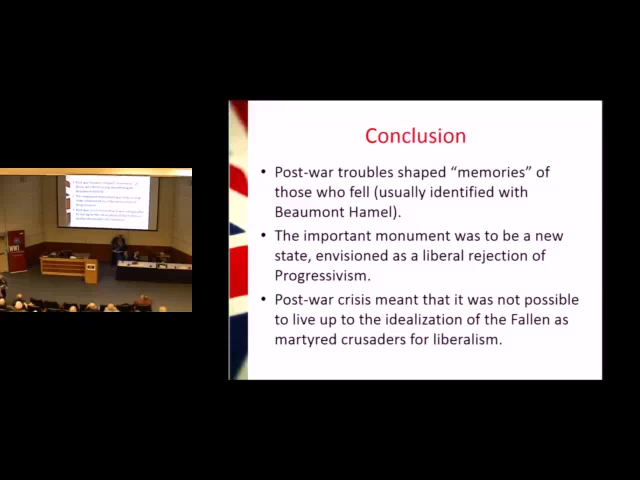 Conclusion
• Post-war troubles shaped “memories” of
those who fell (usually identified with
Beaumont Hamel).
• The important monument was to be a new
state, envisioned as a liberal rejection of
Progressivism.
• Post-war crisis meant that it was not possible
to live up to the idealization of the Fallen as
martyred crusaders for liberalism.